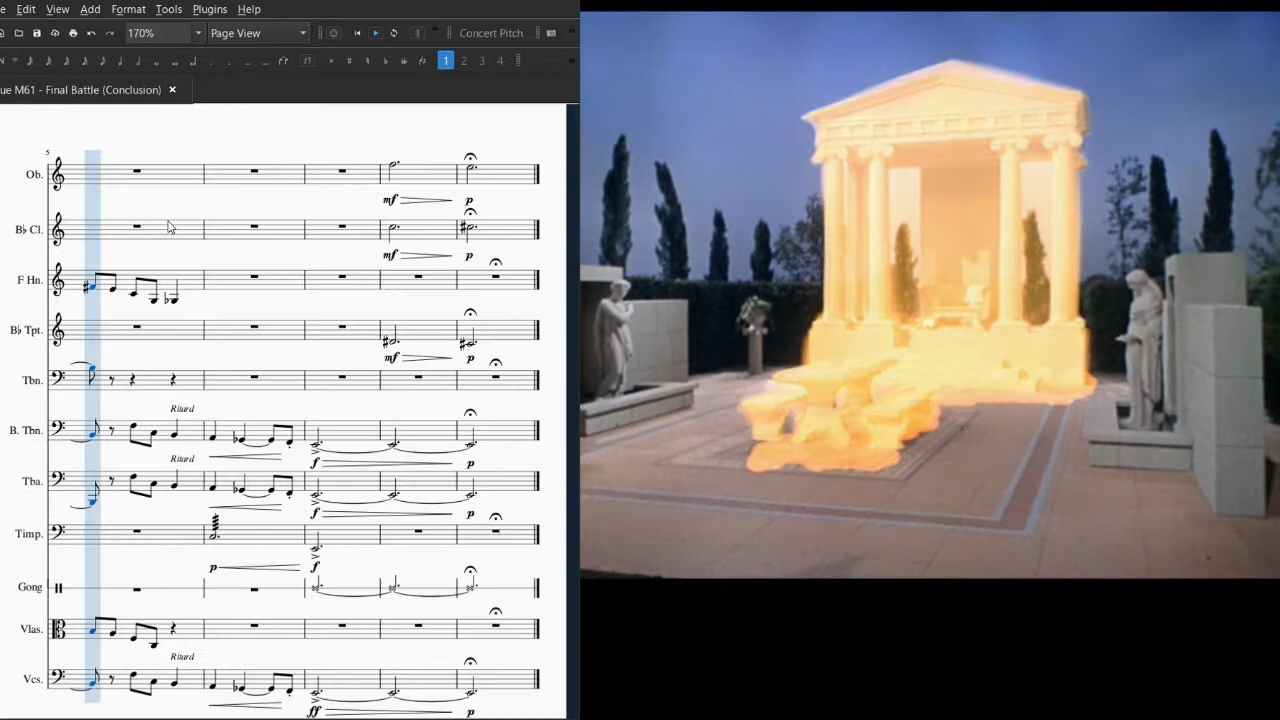 e Edit View Add Format Tools Plugins Help
170% Page View Concert Pitch
1 2 3 4
ue M61 - Final Battle (Conclusion)
5
Ob.
mf p
B♭ Cl.
mf p
F Hn.
B♭ Tpt.
mf p
Tbn.
Ritard
B. Tbn.
f p
Ritard
Tba.
f p
Timp.
p f
Gong
Vlas.
Ritard
Vcs.
ff p